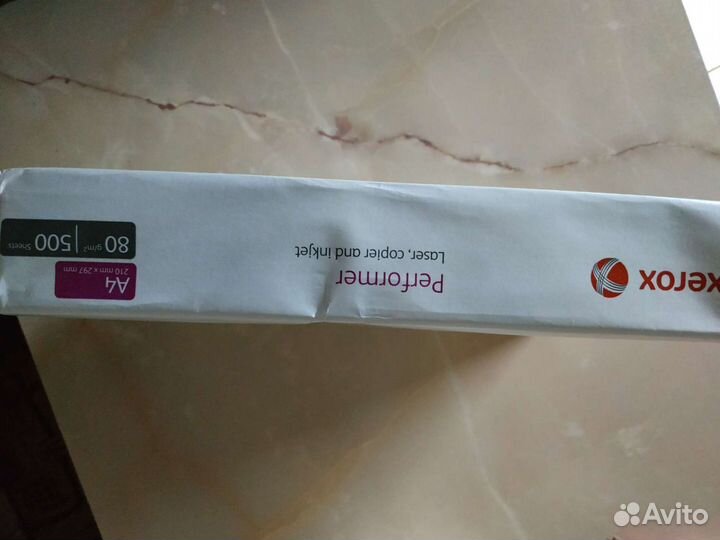 xerox
Performer
Laser, copier and inkjet
A4
210 mm x 297 mm
80 g/m² | 500 Sheets
Avito